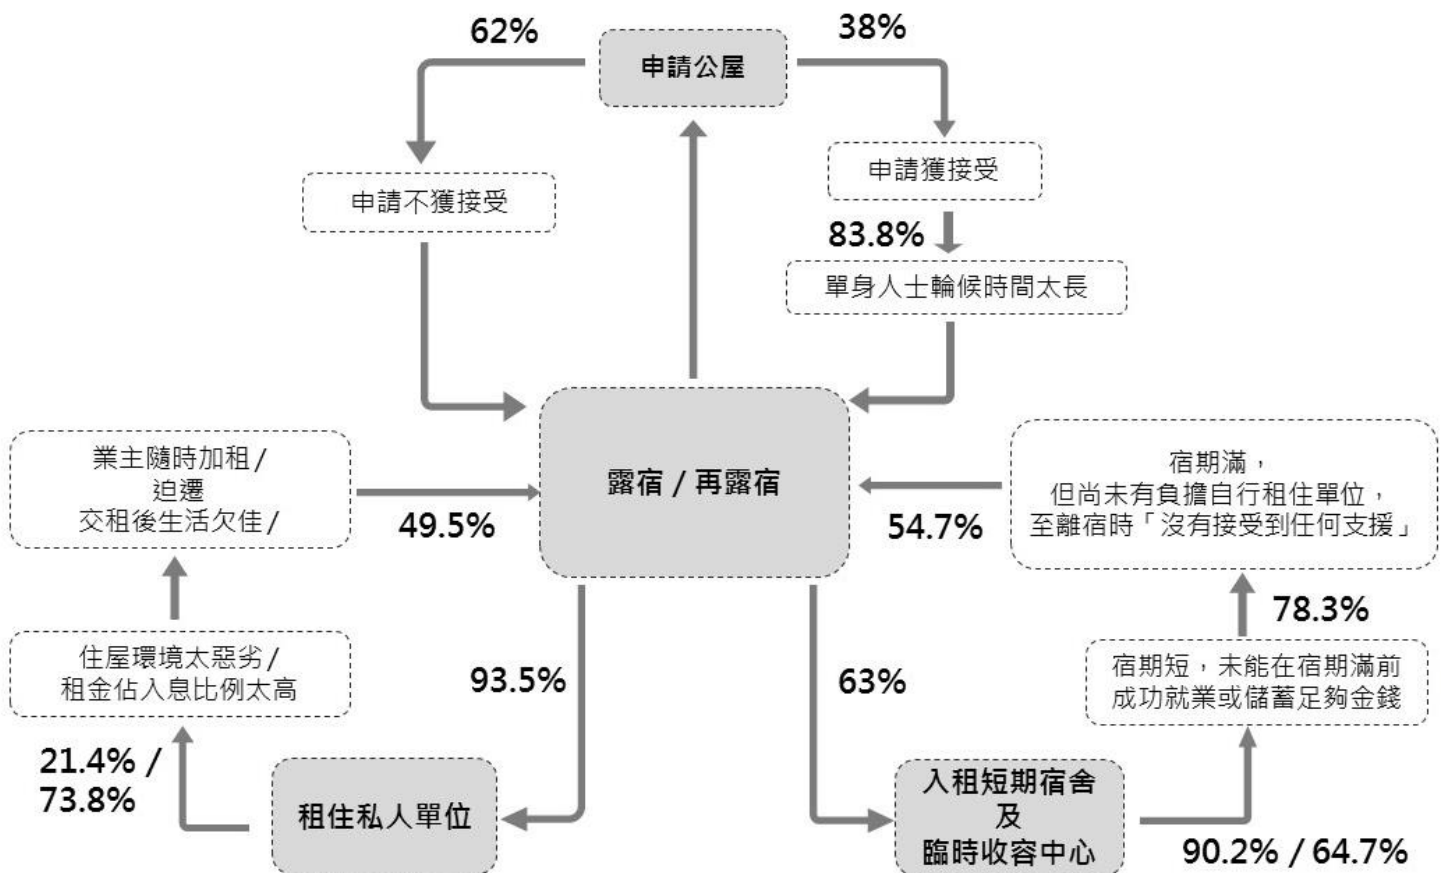 62%
申請公屋
38%
申請不獲接受
申請獲接受
83.8%
單身人士輪候時間太長
業主隨時加租/
迫遷
交租後生活欠佳/
49.5%
露宿 / 再露宿
54.7%
宿期滿，
但尚未有負擔自行租住單位，
至離宿時「沒有接受到任何支援」
78.3%
住屋環境太惡劣/
租金佔入息比例太高
93.5%
63%
宿期短，未能在宿期滿前
成功就業或儲蓄足夠金錢
21.4% /
73.8%
租住私人單位
入租短期宿舍
及
臨時收容中心
90.2% / 64.7%